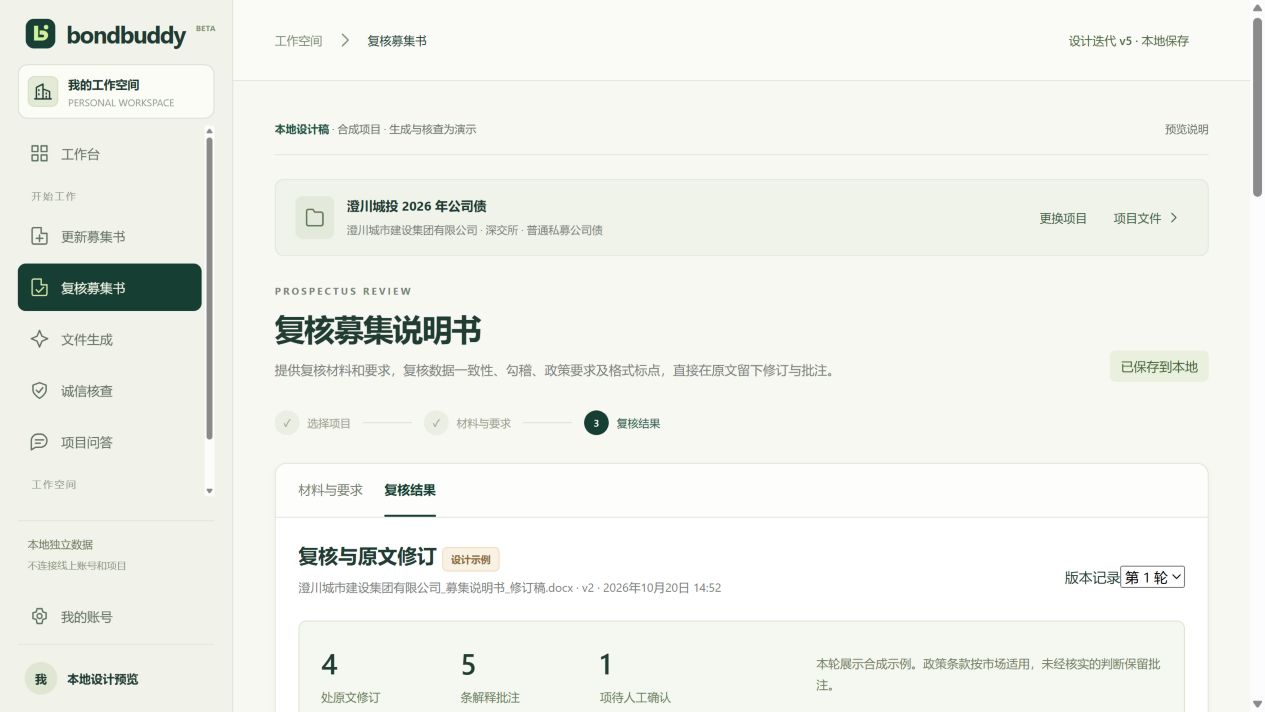 bondbuddy BETA
我的工作空间
PERSONAL WORKSPACE
工作台
开始工作
更新募集书
复核募集书
文件生成
诚信核查
项目问答
工作空间
本地独立数据
不连接线上账号和项目
我的账号
我 本地设计预览
工作空间 复核募集书 设计迭代 v5 · 本地保存
本地设计稿 · 合成项目 · 生成与核查为演示 预览说明
澄川城投 2026 年公司债
澄川城市建设集团有限公司 · 深交所 · 普通私募公司债
更换项目 项目文件
PROSPECTUS REVIEW
复核募集说明书
提供复核材料和要求，复核数据一致性、勾稽、政策要求及格式标点，直接在原文留下修订与批注。
已保存到本地
✓ 选择项目 ✓ 材料与要求 3 复核结果
材料与要求 复核结果
复核与原文修订 设计示例
澄川城市建设集团有限公司_募集说明书_修订稿.docx · v2 · 2026年10月20日 14:52
版本记录 第 1 轮
4 5 1
处原文修订 条解释批注 项待人工确认
本轮展示合成示例。政策条款按市场适用，未经核实的判断保留批
注。